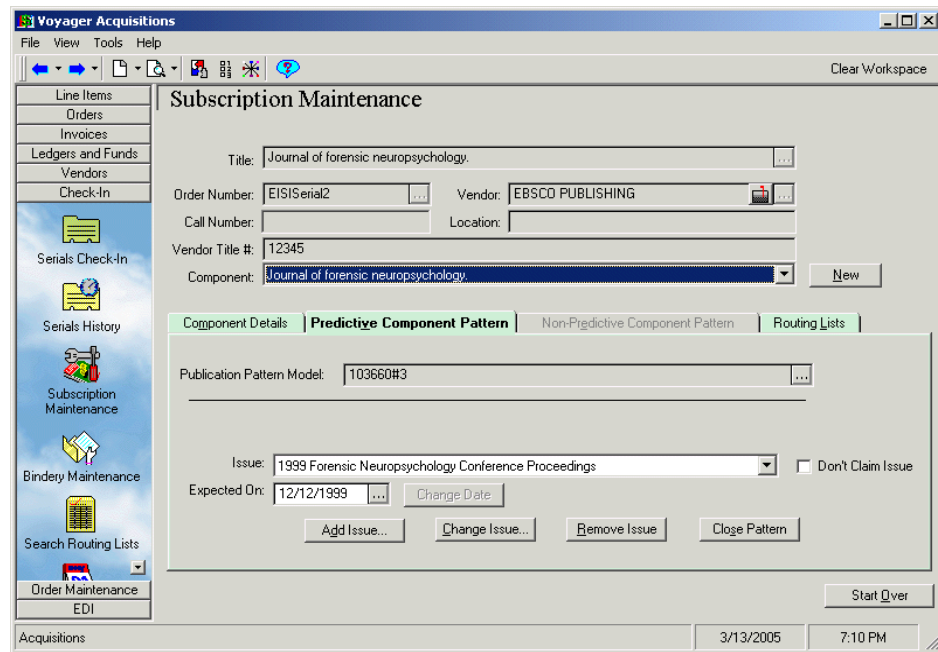 Voyager Acquisitions
File View Tools Help
Clear Workspace
Line Items
Orders
Invoices
Ledgers and Funds
Vendors
Check-In
Serials Check-In
Serials History
Subscription
Maintenance
Bindery Maintenance
Search Routing Lists
Order Maintenance
EDI
Subscription Maintenance
Title: Journal of forensic neuropsychology. ...
Order Number: EISISerial2 ... Vendor: EBSCO PUBLISHING ...
Call Number: Location:
Vendor Title #: 12345
Component: Journal of forensic neuropsychology. New
Component Details Predictive Component Pattern Non-Predictive Component Pattern Routing Lists
Publication Pattern Model: 103660#3 ...
Issue: 1999 Forensic Neuropsychology Conference Proceedings Don't Claim Issue
Expected On: 12/12/1999 ... Change Date
Add Issue... Change Issue... Remove Issue Close Pattern
Start Over
Acquisitions 3/13/2005 7:10 PM